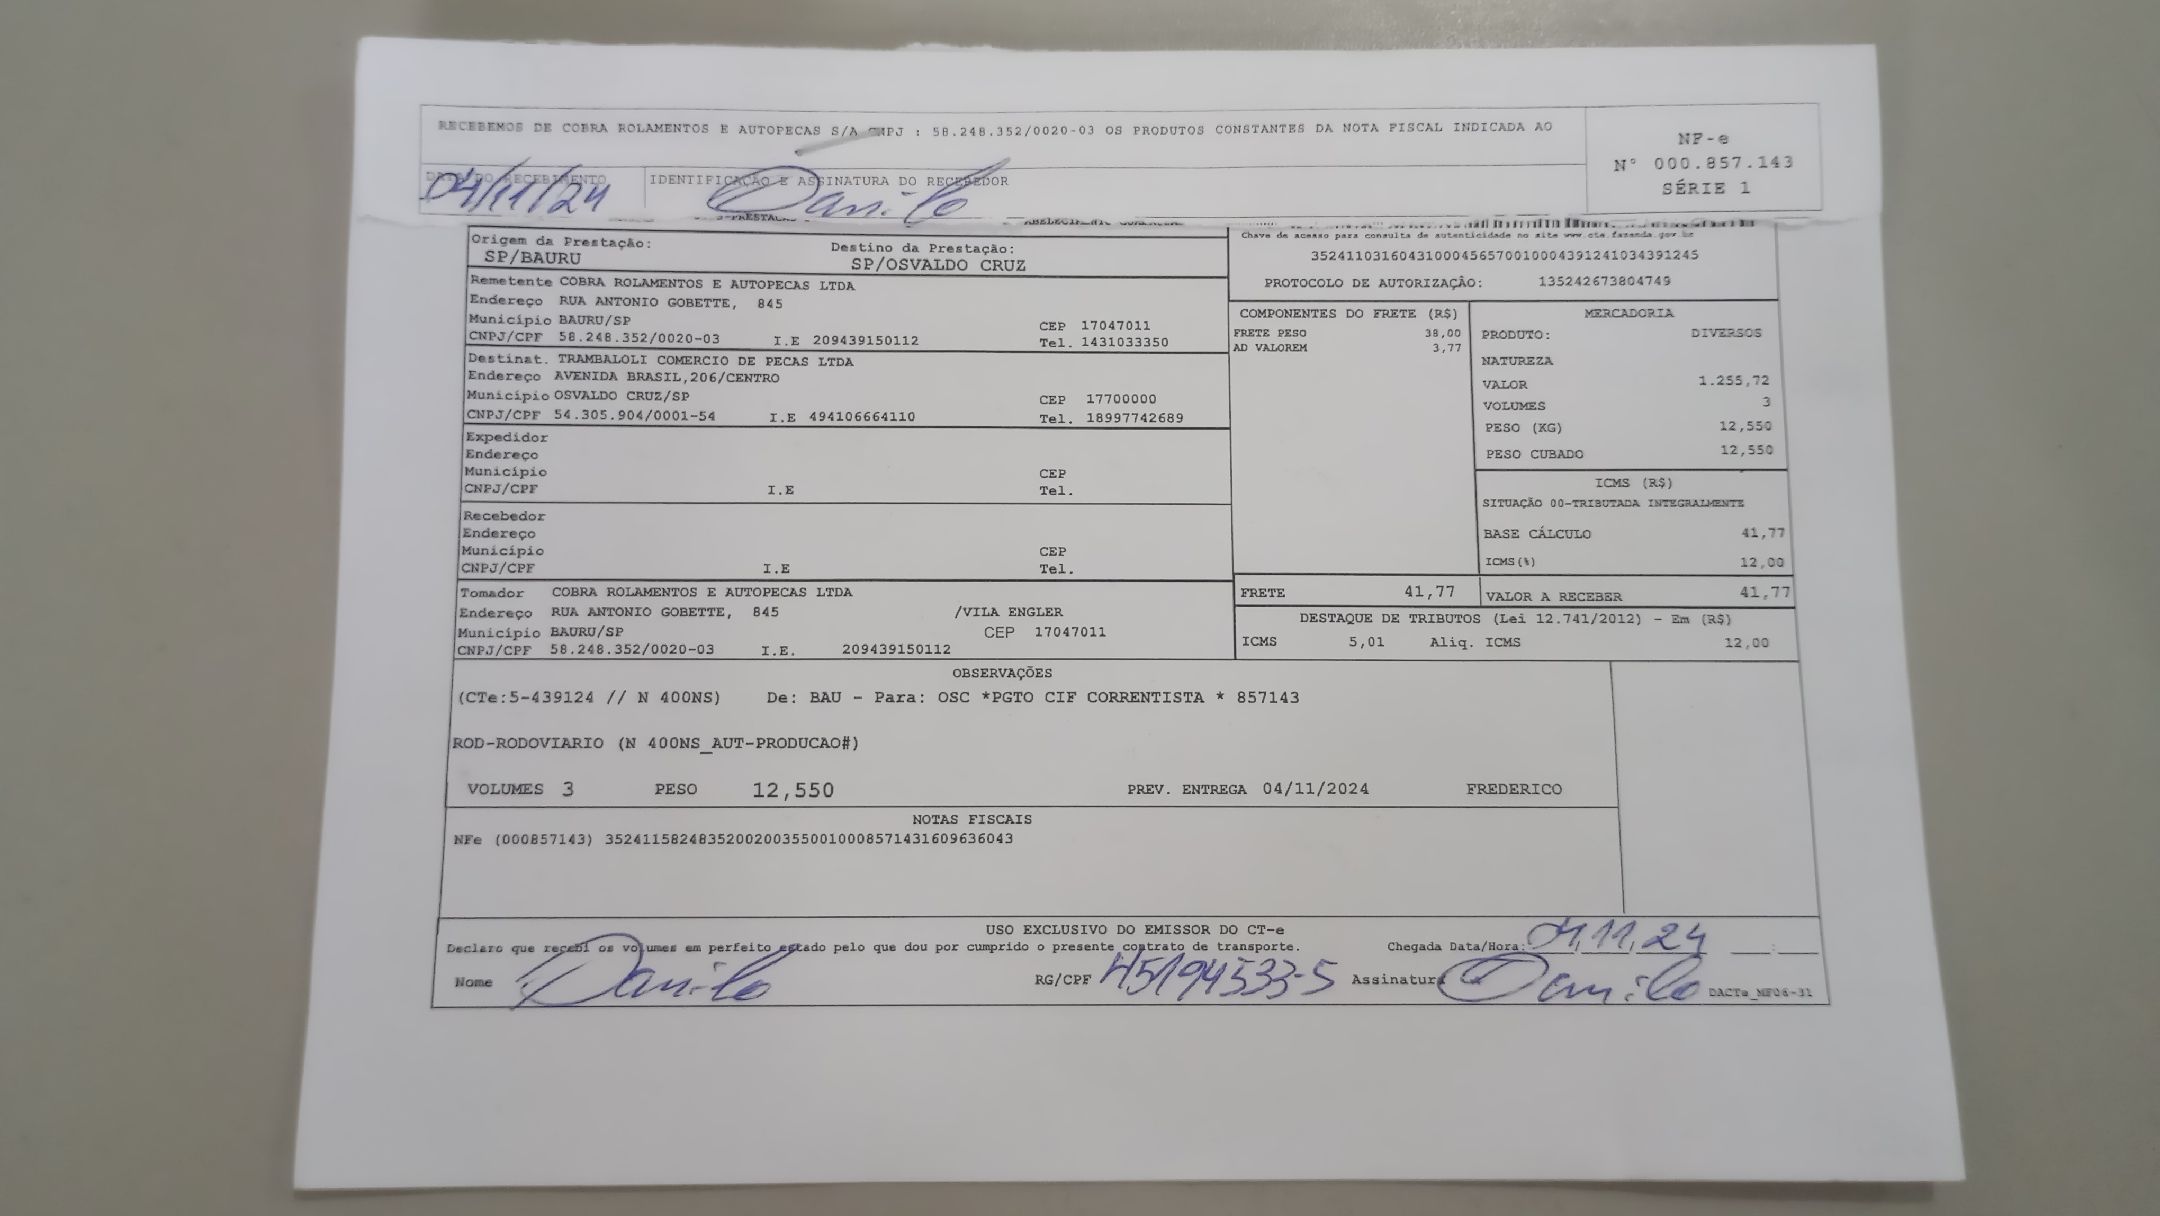 RECEBEMOS DE COBRA ROLAMENTOS E AUTOPECAS S/A CNPJ : 58.248.352/0020-03 OS PRODUTOS CONSTANTES DA NOTA FISCAL INDICADA AO
NF-e
Nº 000.857.143
SÉRIE 1
DATA DO RECEBIMENTO IDENTIFICAÇÃO E ASSINATURA DO RECEBEDOR
04/11/24 Danilo
Origem da Prestação: Destino da Prestação:
SP/BAURU SP/OSVALDO CRUZ
Chave de acesso para consulta de autenticidade no site www.cte.fazenda.gov.br
35241103160431000456570010004391241034391245
PROTOCOLO DE AUTORIZAÇÃO: 135242673804749
Remetente COBRA ROLAMENTOS E AUTOPECAS LTDA
Endereço RUA ANTONIO GOBETTE, 845
Município BAURU/SP CEP 17047011
CNPJ/CPF 58.248.352/0020-03 I.E 209439150112 Tel. 1431033350
Destinat. TRAMBALOLI COMERCIO DE PECAS LTDA
Endereço AVENIDA BRASIL,206/CENTRO
Município OSVALDO CRUZ/SP CEP 17700000
CNPJ/CPF 54.305.904/0001-54 I.E 494106664110 Tel. 18997742689
Expedidor
Endereço
Município CEP
CNPJ/CPF I.E Tel.
Recebedor
Endereço
Município CEP
CNPJ/CPF I.E Tel.
Tomador COBRA ROLAMENTOS E AUTOPECAS LTDA
Endereço RUA ANTONIO GOBETTE, 845 /VILA ENGLER
Município BAURU/SP CEP 17047011
CNPJ/CPF 58.248.352/0020-03 I.E. 209439150112
COMPONENTES DO FRETE (R$)
FRETE PESO 38,00
AD VALOREM 3,77
MERCADORIA
PRODUTO: DIVERSOS
NATUREZA
VALOR 1.255,72
VOLUMES 3
PESO (KG) 12,550
PESO CUBADO 12,550
ICMS (R$)
SITUAÇÃO 00-TRIBUTADA INTEGRALMENTE
BASE CÁLCULO 41,77
ICMS(%) 12,00
FRETE 41,77 VALOR A RECEBER 41,77
DESTAQUE DE TRIBUTOS (Lei 12.741/2012) - Em (R$)
ICMS 5,01 Aliq. ICMS 12,00
OBSERVAÇÕES
(CTe:5-439124 // N 400NS) De: BAU - Para: OSC *PGTO CIF CORRENTISTA * 857143
ROD-RODOVIARIO (N 400NS_AUT-PRODUCAO#)
VOLUMES 3 PESO 12,550 PREV. ENTREGA 04/11/2024 FREDERICO
NOTAS FISCAIS
NFe (000857143) 35241158248352002003550010008571431609636043
USO EXCLUSIVO DO EMISSOR DO CT-e
Declaro que recebi os volumes em perfeito estado pelo que dou por cumprido o presente contrato de transporte. Chegada Data/Hora: 04.11.24
Nome Danilo RG/CPF 45194533-5 Assinatura Danilo DACTe_NF06-31